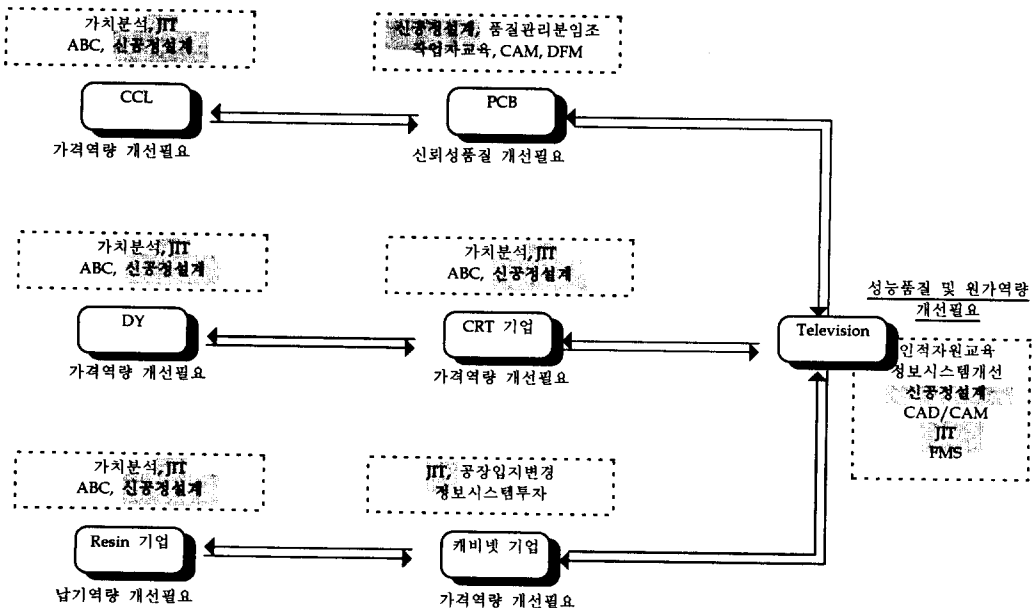 가치분석, JIT
ABC, 신공정설계
신공정설계, 품질관리분임조
작업자교육, CAM, DFM
CCL
PCB
가격역량 개선필요
신뢰성품질 개선필요
가치분석, JIT
ABC, 신공정설계
가치분석, JIT
ABC, 신공정설계
성능품질 및 원가역량
개선필요
DY
CRT 기업
Television
가격역량 개선필요
가격역량 개선필요
인적자원교육
정보시스템개선
신공정설계
CAD/CAM
JIT
FMS
가치분석, JIT
ABC, 신공정설계
JIT, 공장입지변경
정보시스템투자
Resin 기업
캐비넷 기업
납기역량 개선필요
가격역량 개선필요